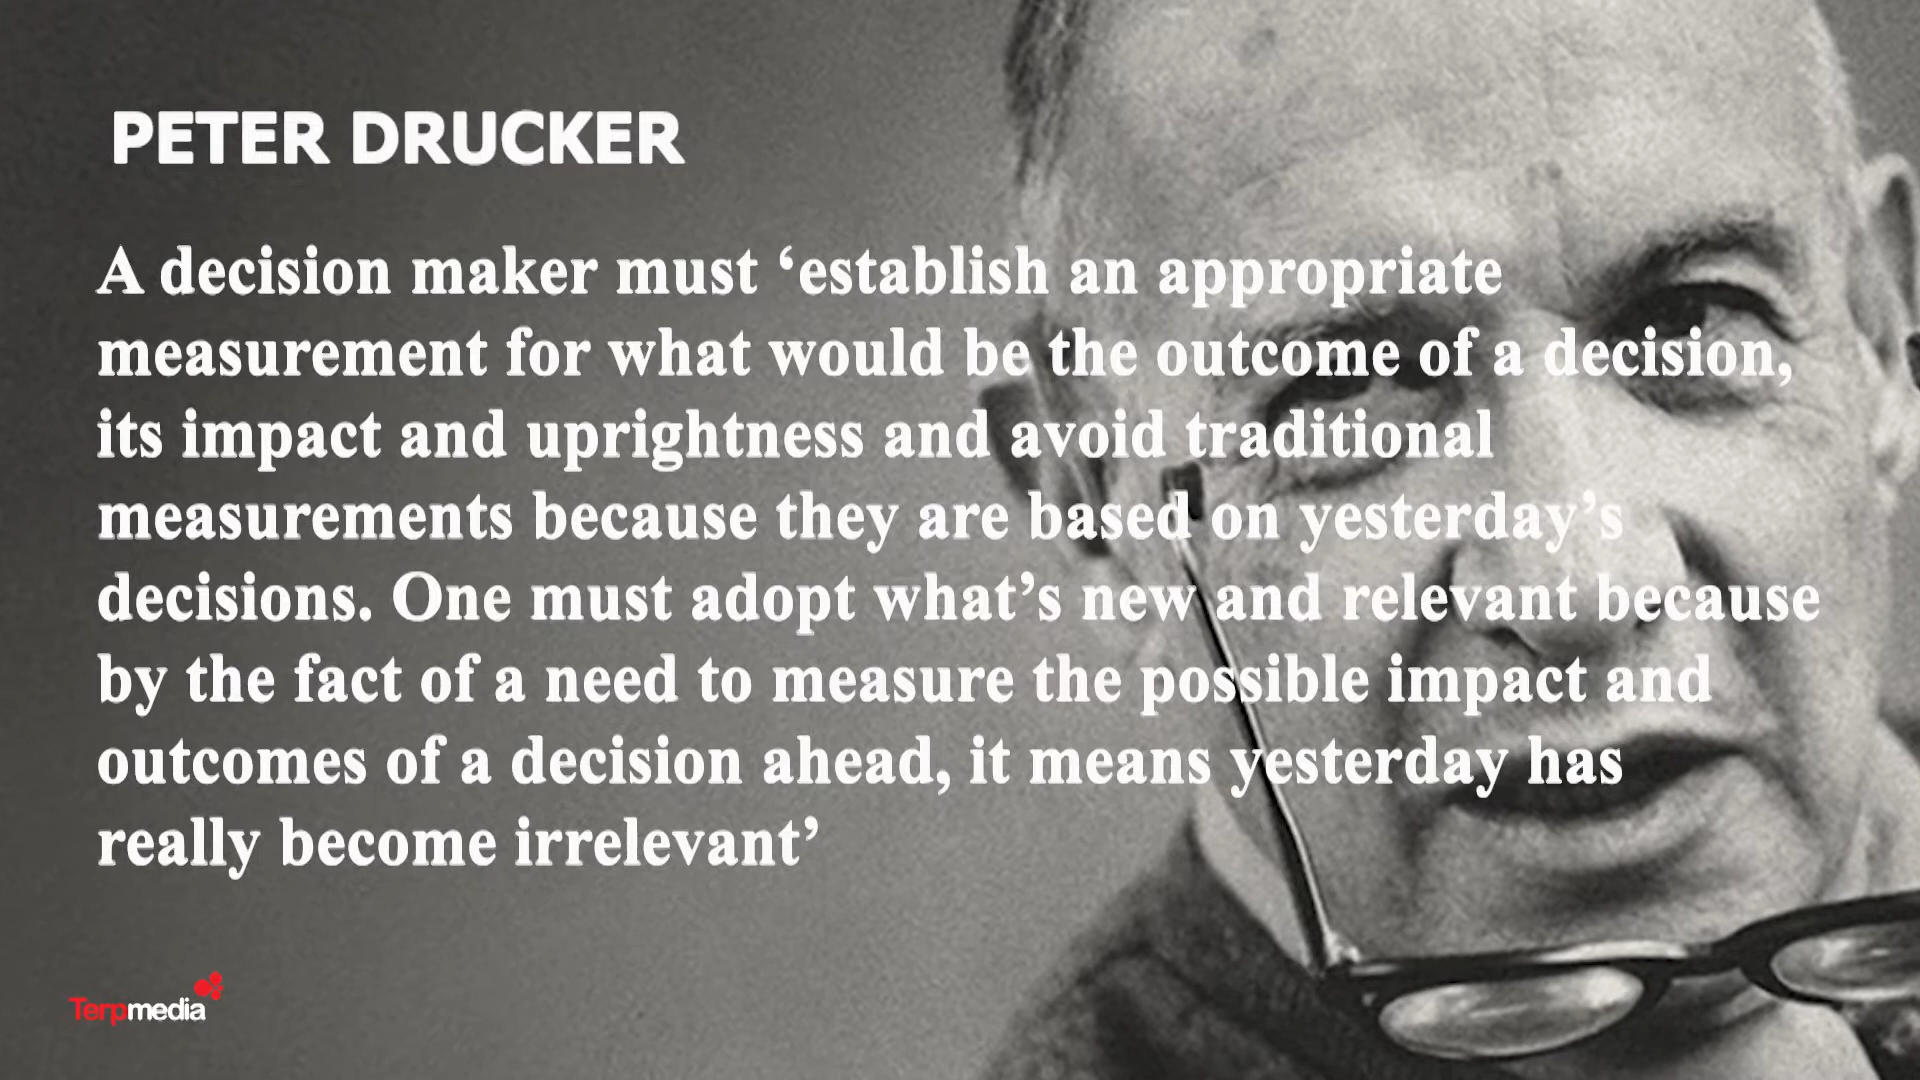 PETER DRUCKER
A decision maker must ‘establish an appropriate
measurement for what would be the outcome of a decision,
its impact and uprightness and avoid traditional
measurements because they are based on yesterday’s
decisions. One must adopt what’s new and relevant because
by the fact of a need to measure the possible impact and
outcomes of a decision ahead, it means yesterday has
really become irrelevant’
Terpmedia